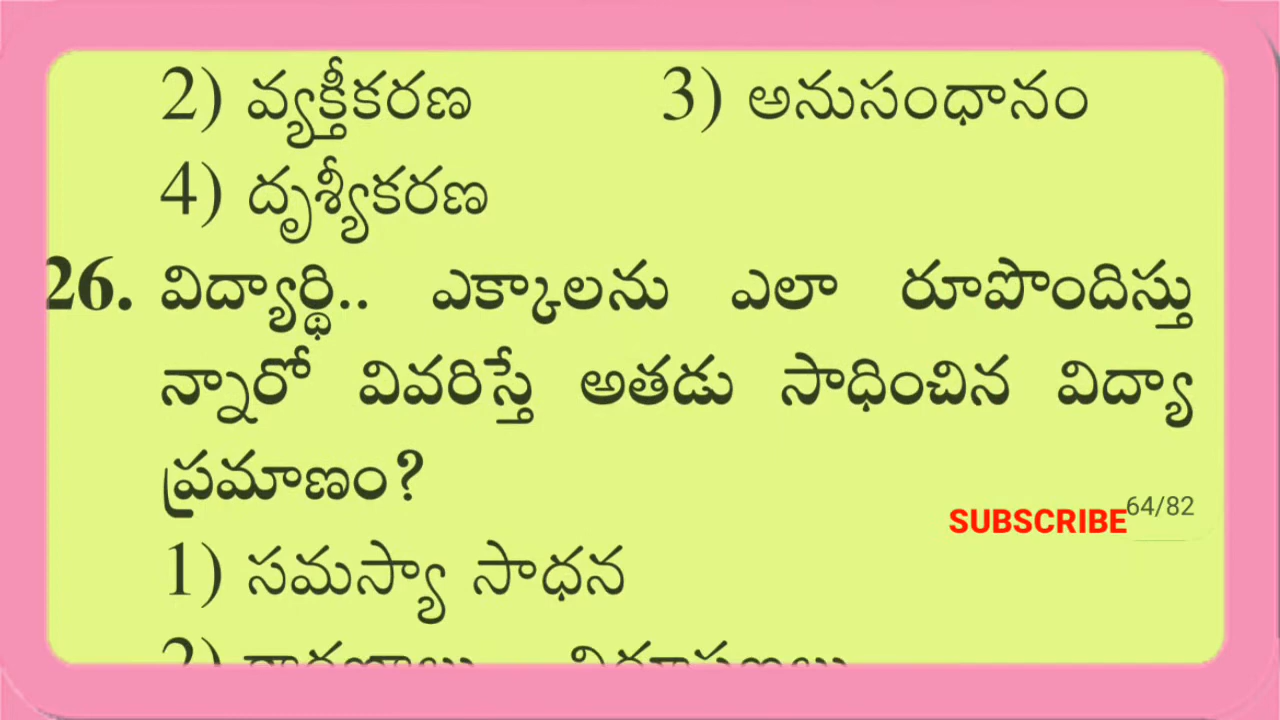 2) వ్యక్తీకరణ 3) అనుసంధానం
4) దృశ్యీకరణ
26. విద్యార్థి.. ఎక్కాలను ఎలా రూపొందిస్తు
న్నారో వివరిస్తే అతడు సాధించిన విద్యా
ప్రమాణం?
64/82
SUBSCRIBE
1) సమస్యా సాధన